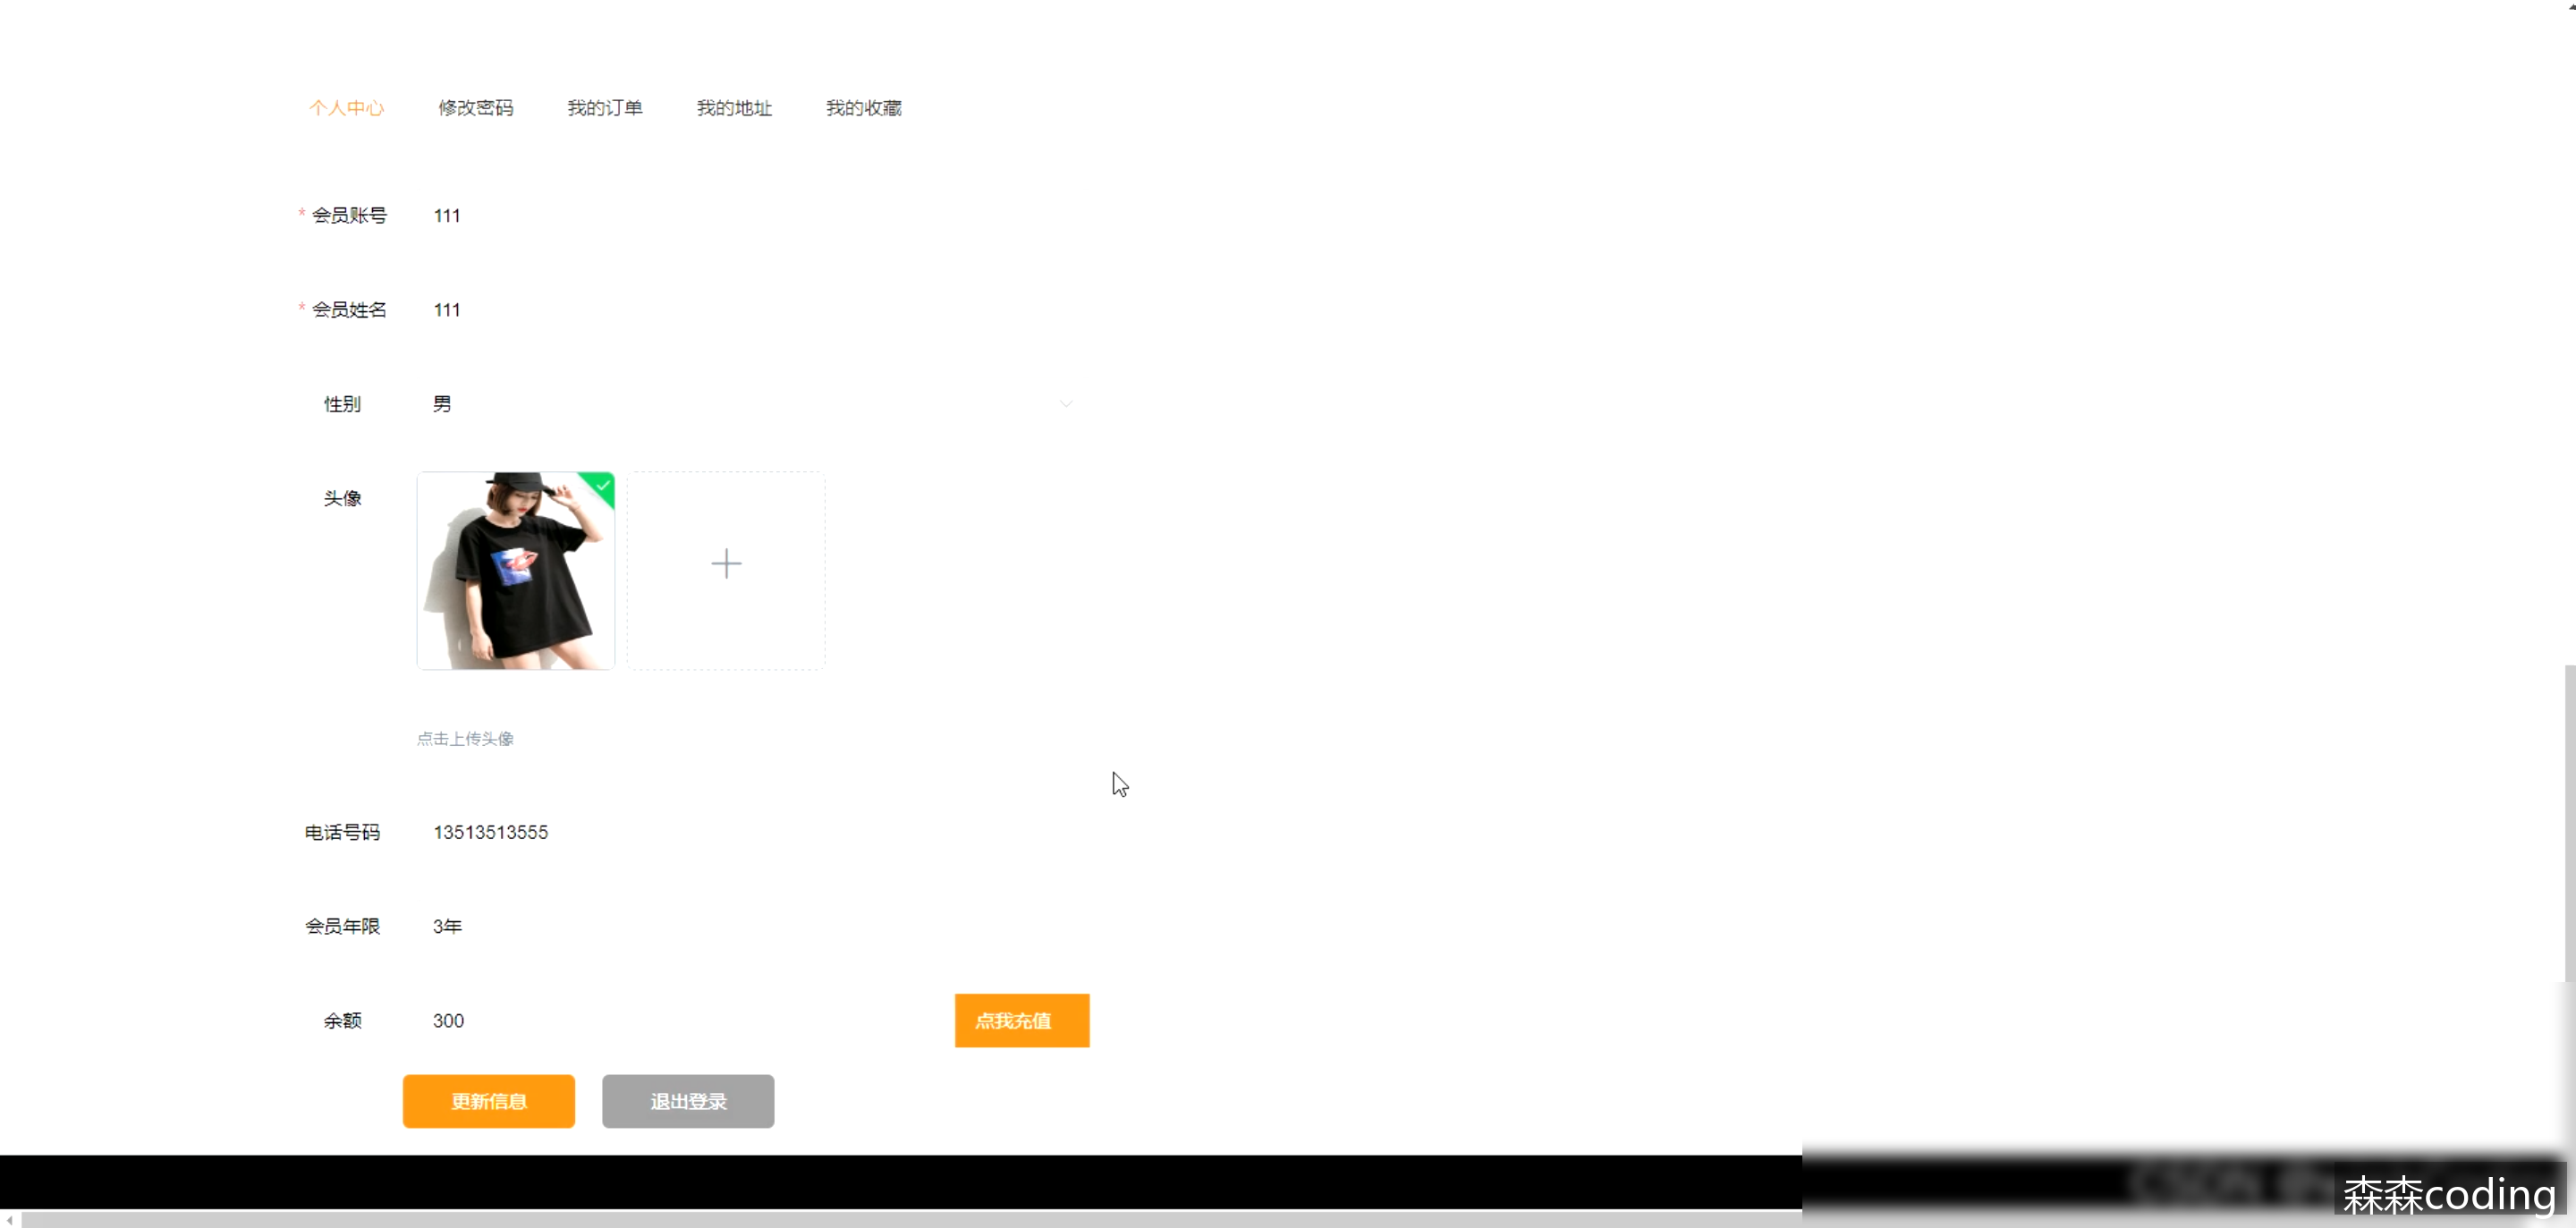 个人中心 修改密码 我的订单 我的地址 我的收藏
* 会员账号 111
* 会员姓名 111
性别 男
头像
点击上传头像
电话号码 13513513555
会员年限 3年
余额 300 点我充值
更新信息 退出登录
森森coding